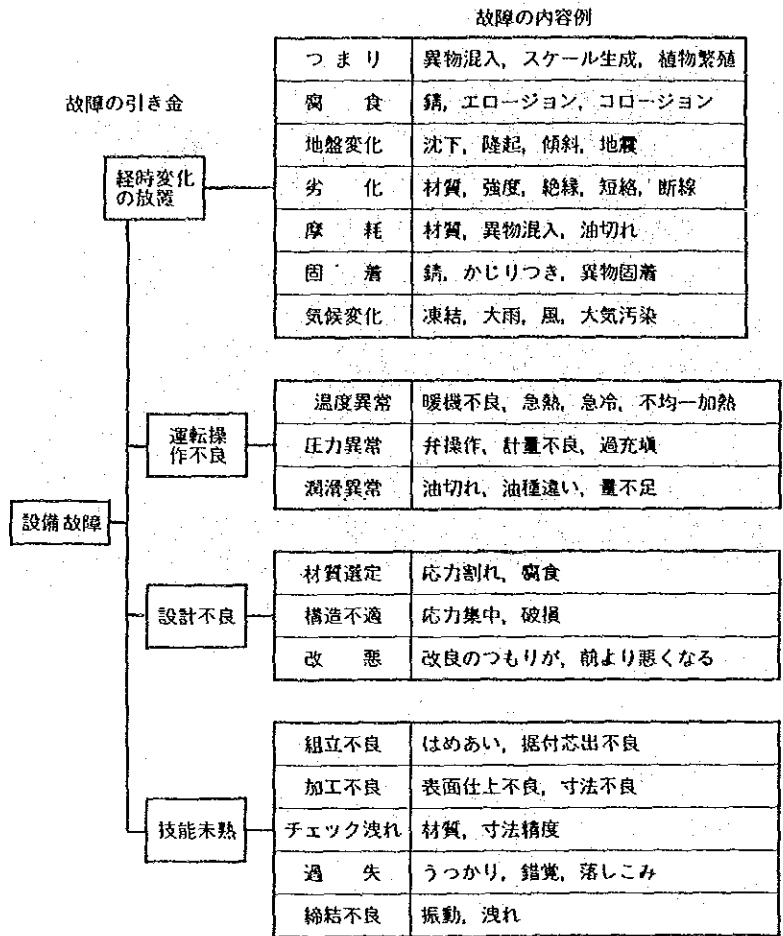 故障の内容例
故障の引き金
設備故障
経時変化
の放置
つまり 異物混入, スケール生成, 植物繁殖
腐食 錆, エロージョン, コロージョン
地盤変化 沈下, 隆起, 傾斜, 地震
劣化 材質, 強度, 絶縁, 短絡, 断線
摩耗 材質, 異物混入, 油切れ
固着 錆, かじりつき, 異物固着
気候変化 凍結, 大雨, 風, 大気汚染
運転操
作不良
温度異常 暖機不良, 急熱, 急冷, 不均一加熱
圧力異常 弁操作, 計量不良, 過充填
潤滑異常 油切れ, 油種違い, 量不足
設計不良
材質選定 応力割れ, 腐食
構造不適 応力集中, 破損
改悪 改良のつもりが, 前より悪くなる
技能未熟
組立不良 はめあい, 据付芯出不良
加工不良 表面仕上不良, 寸法不良
チェック洩れ 材質, 寸法精度
過失 うっかり, 錯覚, 落しこみ
締結不良 振動, 洩れ